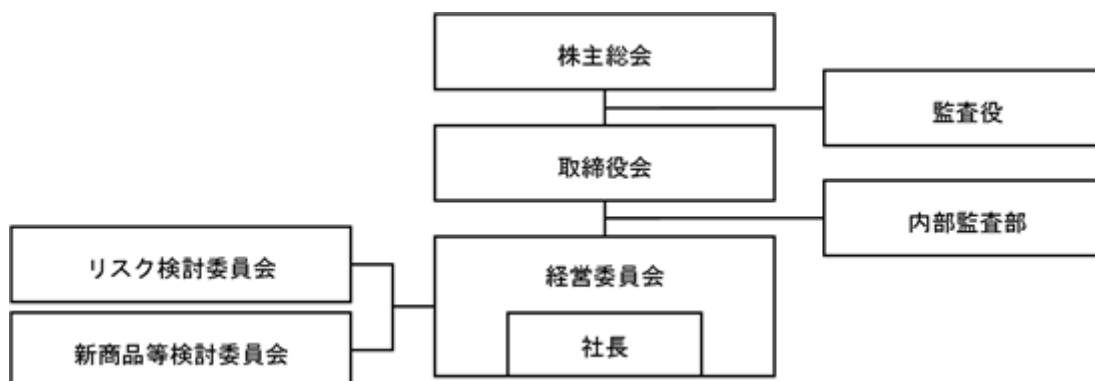 株主総会
監査役
取締役会
内部監査部
リスク検討委員会
経営委員会
新商品等検討委員会
社長